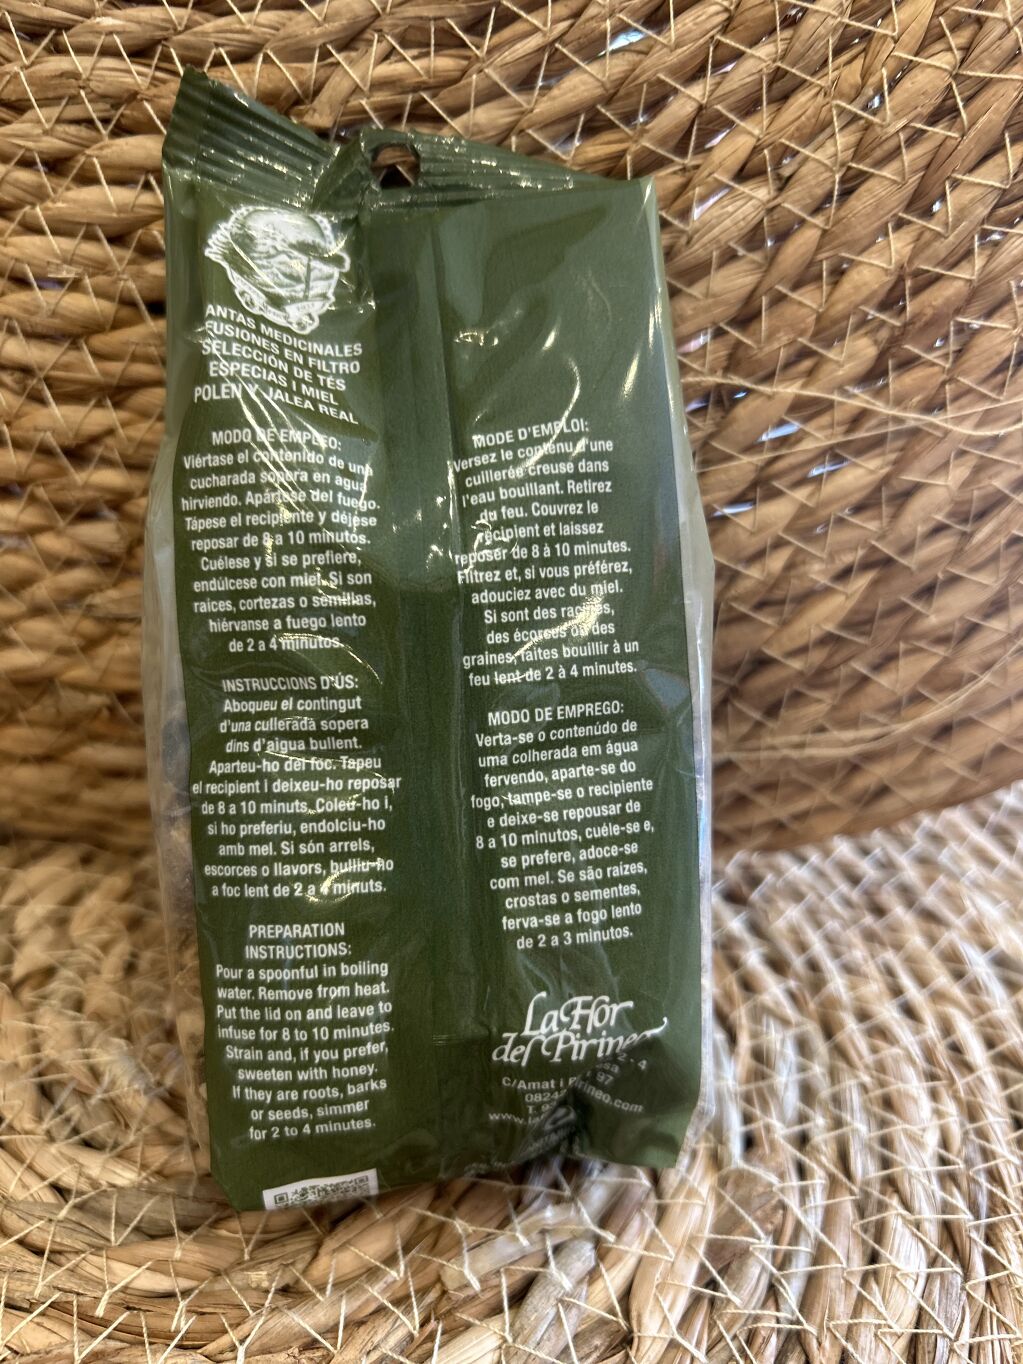 ANTAS MEDICINALES
FUSIONES EN FILTRO
SELECCIÓN DE TÉS
ESPECIAS I MIEL
POLEN Y JALEA REAL
MODO DE EMPLEO:
Viértase el contenido de una
cucharada sopera en agua
hirviendo. Apártese del fuego.
Tápese el recipiente y déjese
reposar de 8 a 10 minutos.
Cuélese y si se prefiere,
endúlcese con miel. Si son
raices, cortezas o semillas,
hiérvanse a fuego lento
de 2 a 4 minutos.
INSTRUCCIONS D'ÚS:
Aboqueu el contingut
d'una cullerada sopera
dins d'aigua bullent.
Aparteu-ho del foc. Tapeu
el recipient i deixeu-ho reposar
de 8 a 10 minuts. Coleu-ho i,
si ho preferiu, endolciu-ho
amb mel. Si són arrels,
escorces o llavors, bulliu-ho
a foc lent de 2 a 4 minuts.
PREPARATION
INSTRUCTIONS:
Pour a spoonful in boiling
water. Remove from heat.
Put the lid on and leave to
infuse for 8 to 10 minutes.
Strain and, if you prefer,
sweeten with honey.
If they are roots, barks
or seeds, simmer
for 2 to 4 minutes.
MODE D'EMPLOI:
Versez le contenu d'une
cuillerée creuse dans
l'eau bouillant. Retirez
du feu. Couvrez le
récipient et laissez
reposer de 8 à 10 minutes.
Filtrez et, si vous préférez,
adouciez avec du miel.
Si sont des racines,
des écorces ou des
graines, faites bouillir à un
feu lent de 2 à 4 minutes.
MODO DE EMPREGO:
Verta-se o contenúdo de
uma colherada em água
fervendo, aparte-se do
fogo, tampe-se o recipiente
e deixe-se repousar de
8 a 10 minutos, cuéle-se e,
se prefere, adoce-se
com mel. Se são raízes,
crostas o sementes,
ferva-se a fogo lento
de 2 a 3 minutos.
La Flor
del Pirineo
C/Amat i